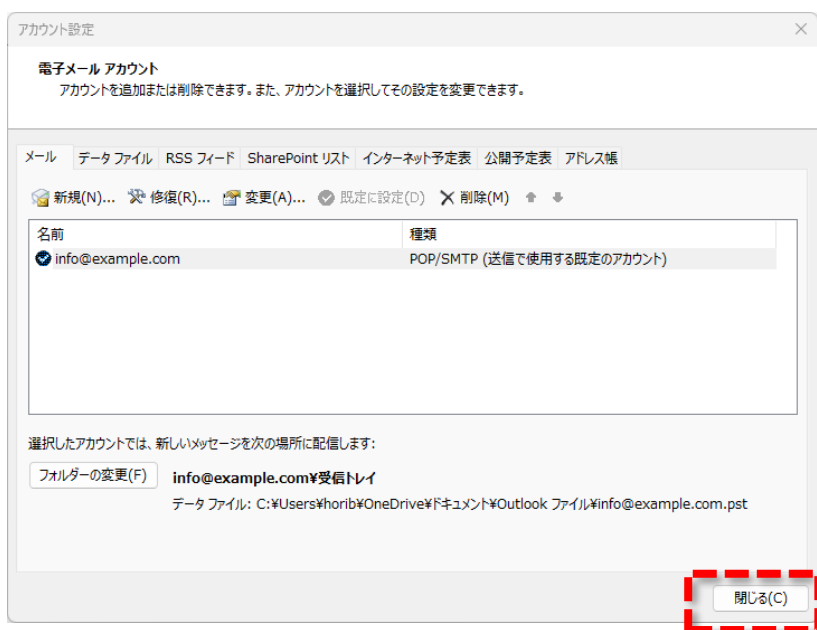 アカウント設定
電子メール アカウント
アカウントを追加または削除できます。また、アカウントを選択してその設定を変更できます。
メール データ ファイル RSS フィード SharePoint リスト インターネット予定表 公開予定表 アドレス帳
新規(N)... 修復(R)... 変更(A)... 既定に設定(D) 削除(M)
名前 種類
info@example.com POP/SMTP (送信で使用する既定のアカウント)
選択したアカウントでは、新しいメッセージを次の場所に配信します:
フォルダーの変更(F) info@example.com¥受信トレイ
データ ファイル: C:¥Users¥horib¥OneDrive¥ドキュメント¥Outlook ファイル¥info@example.com.pst
閉じる(C)